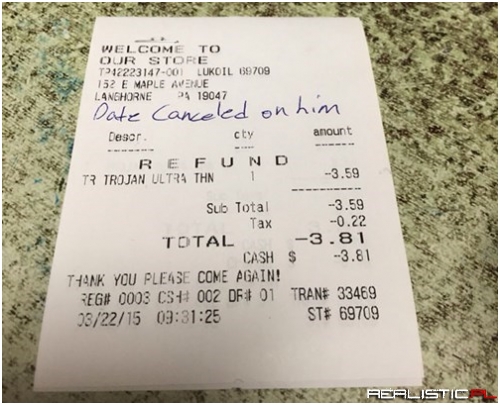 WELCOME TO
OUR STORE
TP42223147-001 LUKOIL 69709
152 E MAPLE AVENUE
LANGHORNE PA 19047
Date Canceled on him
Descr. qty amount
REFUND
TR TROJAN ULTRA THN 1 -3.59
Sub Total -3.59
Tax -0.22
TOTAL -3.81
CASH $ -3.81
THANK YOU PLEASE COME AGAIN!
REG# 0003 CSH# 002 DR# 01 TRAN# 33469
03/22/15 09:31:25 ST# 69709
REALISTIC.PL